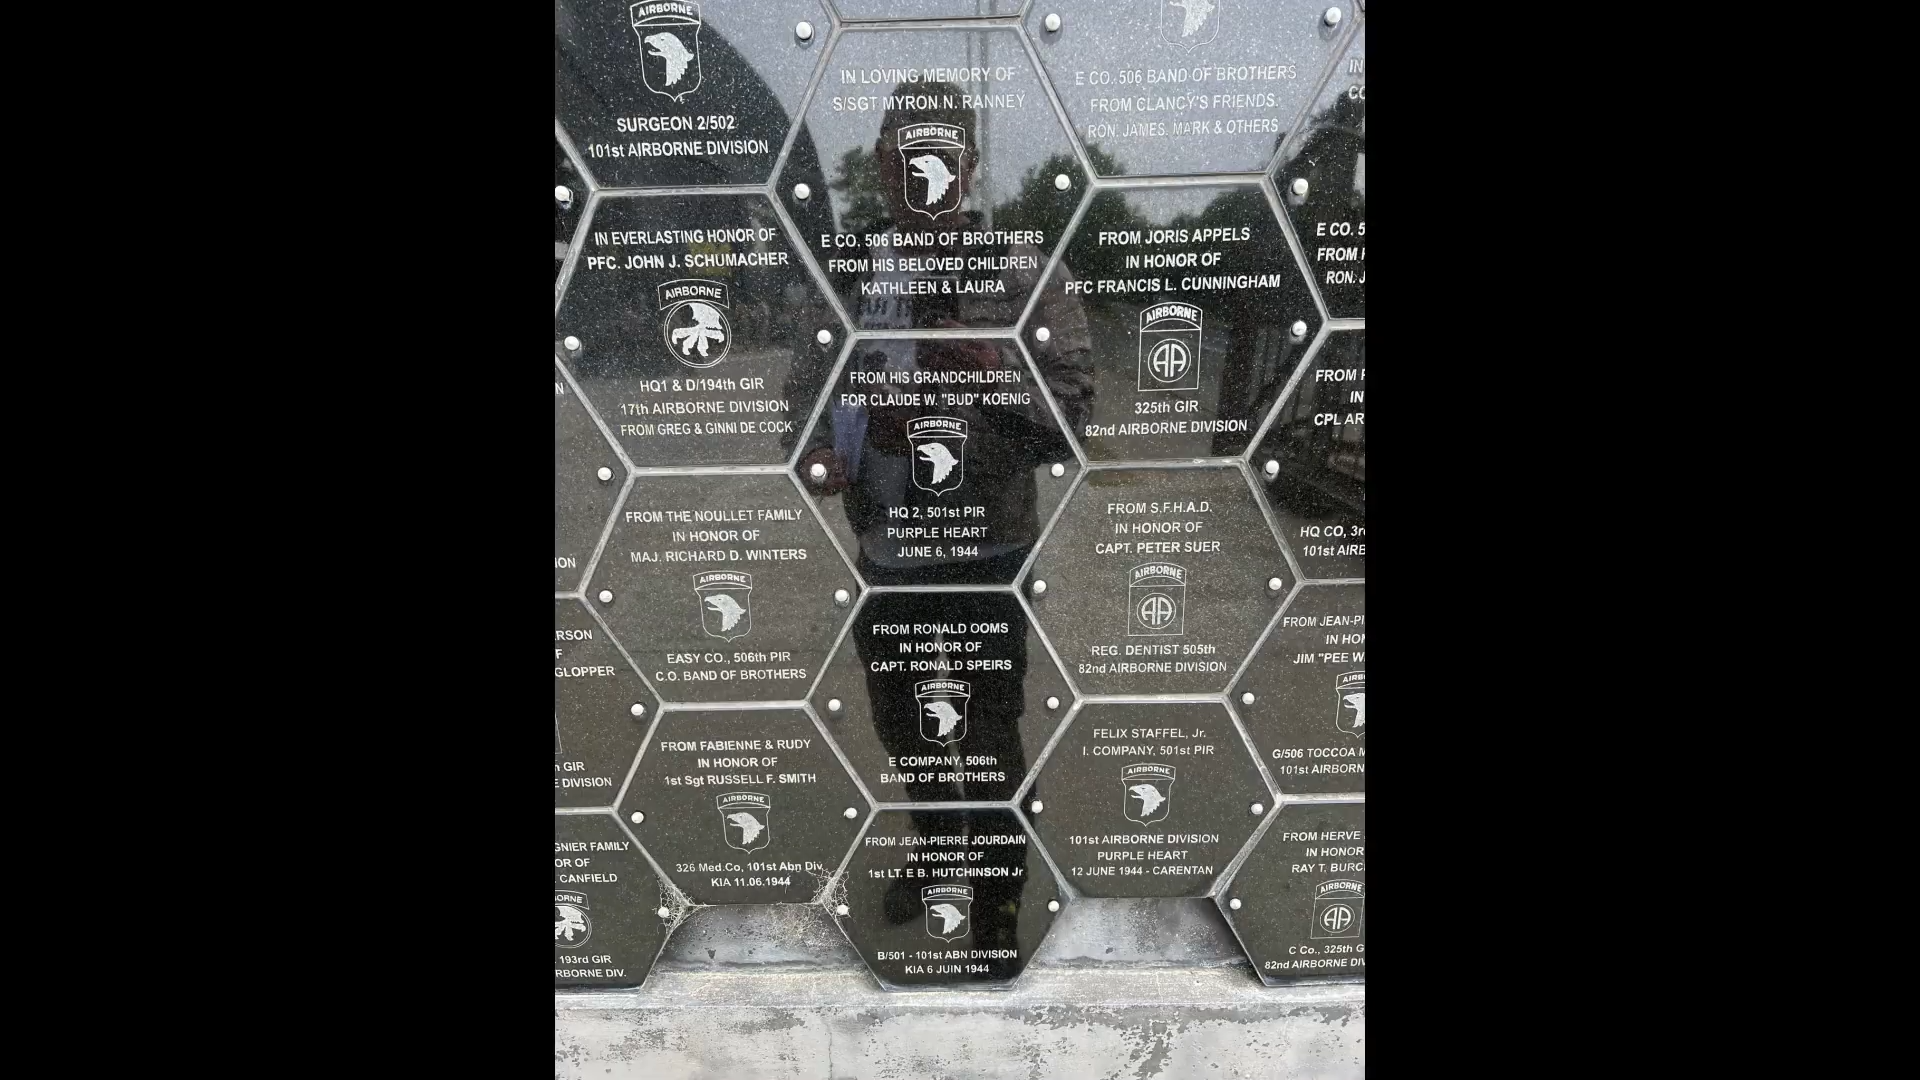 AIRBORNE
SURGEON 2/502
101st AIRBORNE DIVISION
IN LOVING MEMORY OF
S/SGT MYRON N. RANNEY
AIRBORNE
E CO. 506 BAND OF BROTHERS
FROM HIS BELOVED CHILDREN
KATHLEEN & LAURA
E CO. 506 BAND OF BROTHERS
FROM CLANCY'S FRIENDS.
RON. JAMES. MARK & OTHERS
IN
CO
E CO. 5
FROM
RON. J
IN EVERLASTING HONOR OF
PFC. JOHN J. SCHUMACHER
AIRBORNE
HQ1 & D/194th GIR
17th AIRBORNE DIVISION
FROM GREG & GINNI DE COCK
FROM HIS GRANDCHILDREN
FOR CLAUDE W. "BUD" KOENIG
AIRBORNE
HQ 2, 501st PIR
PURPLE HEART
JUNE 6, 1944
FROM JORIS APPELS
IN HONOR OF
PFC FRANCIS L. CUNNINGHAM
AIRBORNE
AA
325th GIR
82nd AIRBORNE DIVISION
FROM
IN
CPL AR
HQ CO, 3r
101st AIRB
N
ION
FROM THE NOULLET FAMILY
IN HONOR OF
MAJ. RICHARD D. WINTERS
AIRBORNE
EASY CO., 506th PIR
C.O. BAND OF BROTHERS
FROM RONALD OOMS
IN HONOR OF
CAPT. RONALD SPEIRS
AIRBORNE
E COMPANY, 506th
BAND OF BROTHERS
FROM S.F.H.A.D.
IN HONOR OF
CAPT. PETER SUER
AIRBORNE
AA
REG. DENTIST 505th
82nd AIRBORNE DIVISION
FROM JEAN-PI
IN HON
JIM "PEE W
AIRB
G/506 TOCCOA M
101st AIRBORN
RSON
F
GLOPPER
GIR
E DIVISION
FROM FABIENNE & RUDY
IN HONOR OF
1st Sgt RUSSELL F. SMITH
AIRBORNE
326 Med.Co, 101st Abn Div.
KIA 11.06.1944
FROM JEAN-PIERRE JOURDAIN
IN HONOR OF
1st LT. E B. HUTCHINSON Jr
AIRBORNE
B/501 - 101st ABN DIVISION
KIA 6 JUIN 1944
FELIX STAFFEL, Jr.
I. COMPANY, 501st PIR
AIRBORNE
101st AIRBORNE DIVISION
PURPLE HEART
12 JUNE 1944 - CARENTAN
FROM HERVE
IN HONOR
RAY T. BURC
AIRBORNE
AA
C Co., 325th G
82nd AIRBORNE DIV
GNIER FAMILY
OR OF
CANFIELD
ORNE
193rd GIR
RBORNE DIV.